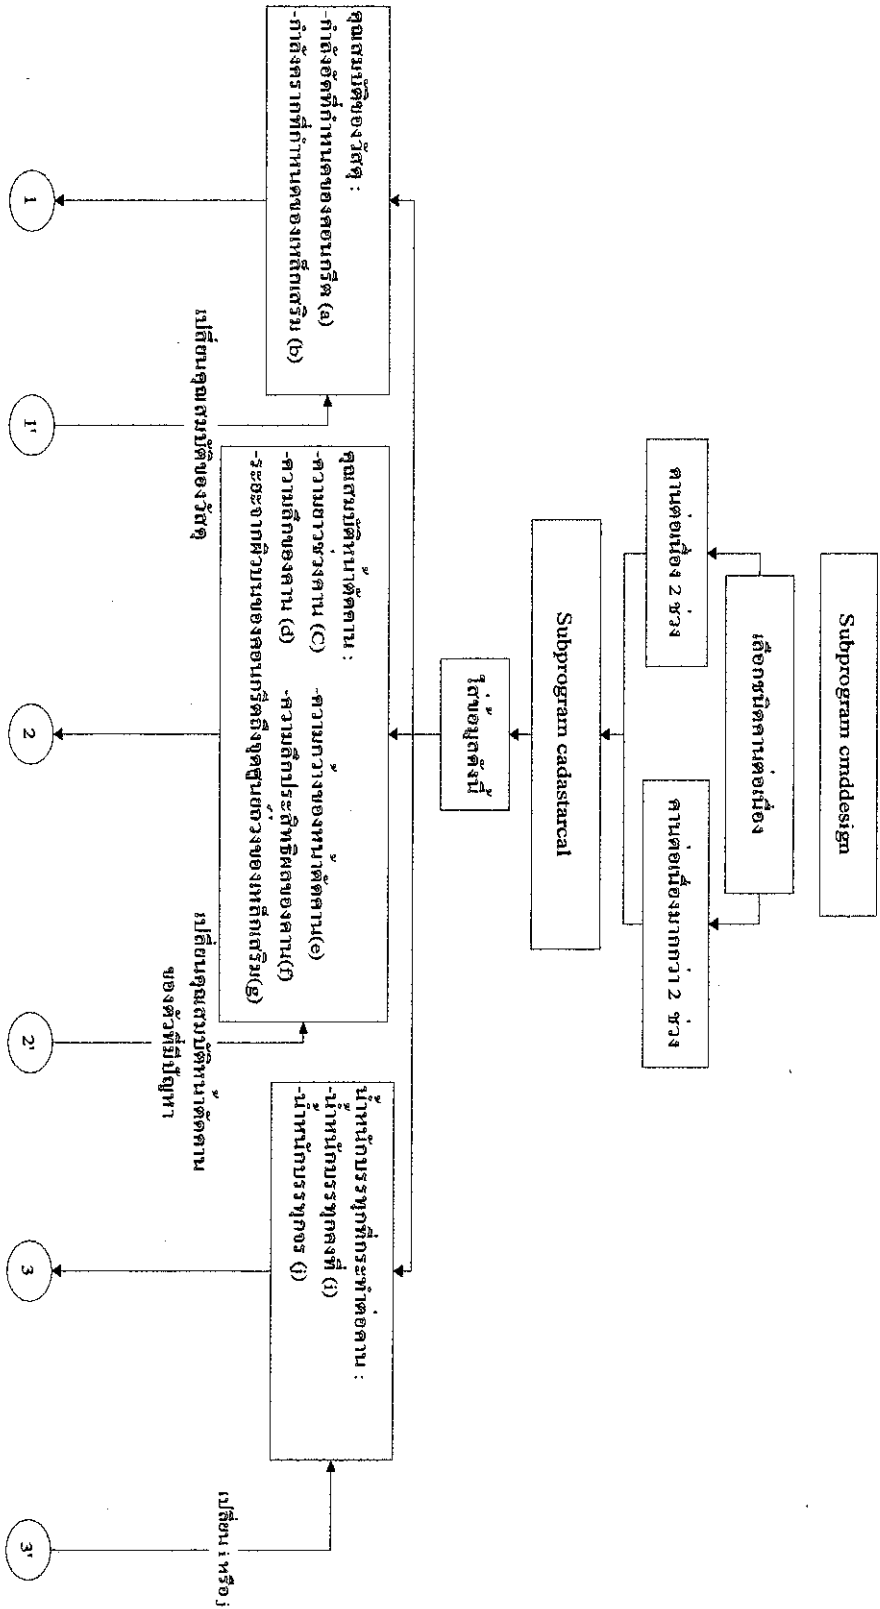 Subprogram cmddesign
เลือกชนิดคานต่อเนื่อง
คานต่อเนื่อง 2 ช่วง
คานต่อเนื่องมากกว่า 2 ช่วง
Subprogram cadastarcal
ใส่ข้อมูลดังนี้
คุณสมบัติของวัสดุ :
-กำลังอัดที่กำหนดของคอนกรีต (a)
-กำลังครากที่กำหนดของเหล็กเสริม (b)
คุณสมบัติหน้าตัดคาน :
-ความยาวช่วงคาน (C)
-ความกว้างของหน้าตัดคาน(e)
-ความลึกของคาน (d)
-ความลึกประสิทธิผลของคาน(f)
-ระยะจากผิวบนของคอนกรีตถึงจุดศูนย์ถ่วงของเหล็กเสริม(g)
น้ำหนักบรรทุกที่กระทำต่อคาน :
-น้ำหนักบรรทุกคงที่ (i)
-น้ำหนักบรรทุกจร (j)
เปลี่ยนคุณสมบัติของวัสดุ
เปลี่ยนคุณสมบัติหน้าตัดคาน
ของตัวที่มีปัญหา
เปลี่ยน i หรือ j
1
1'
2
2'
3
3'